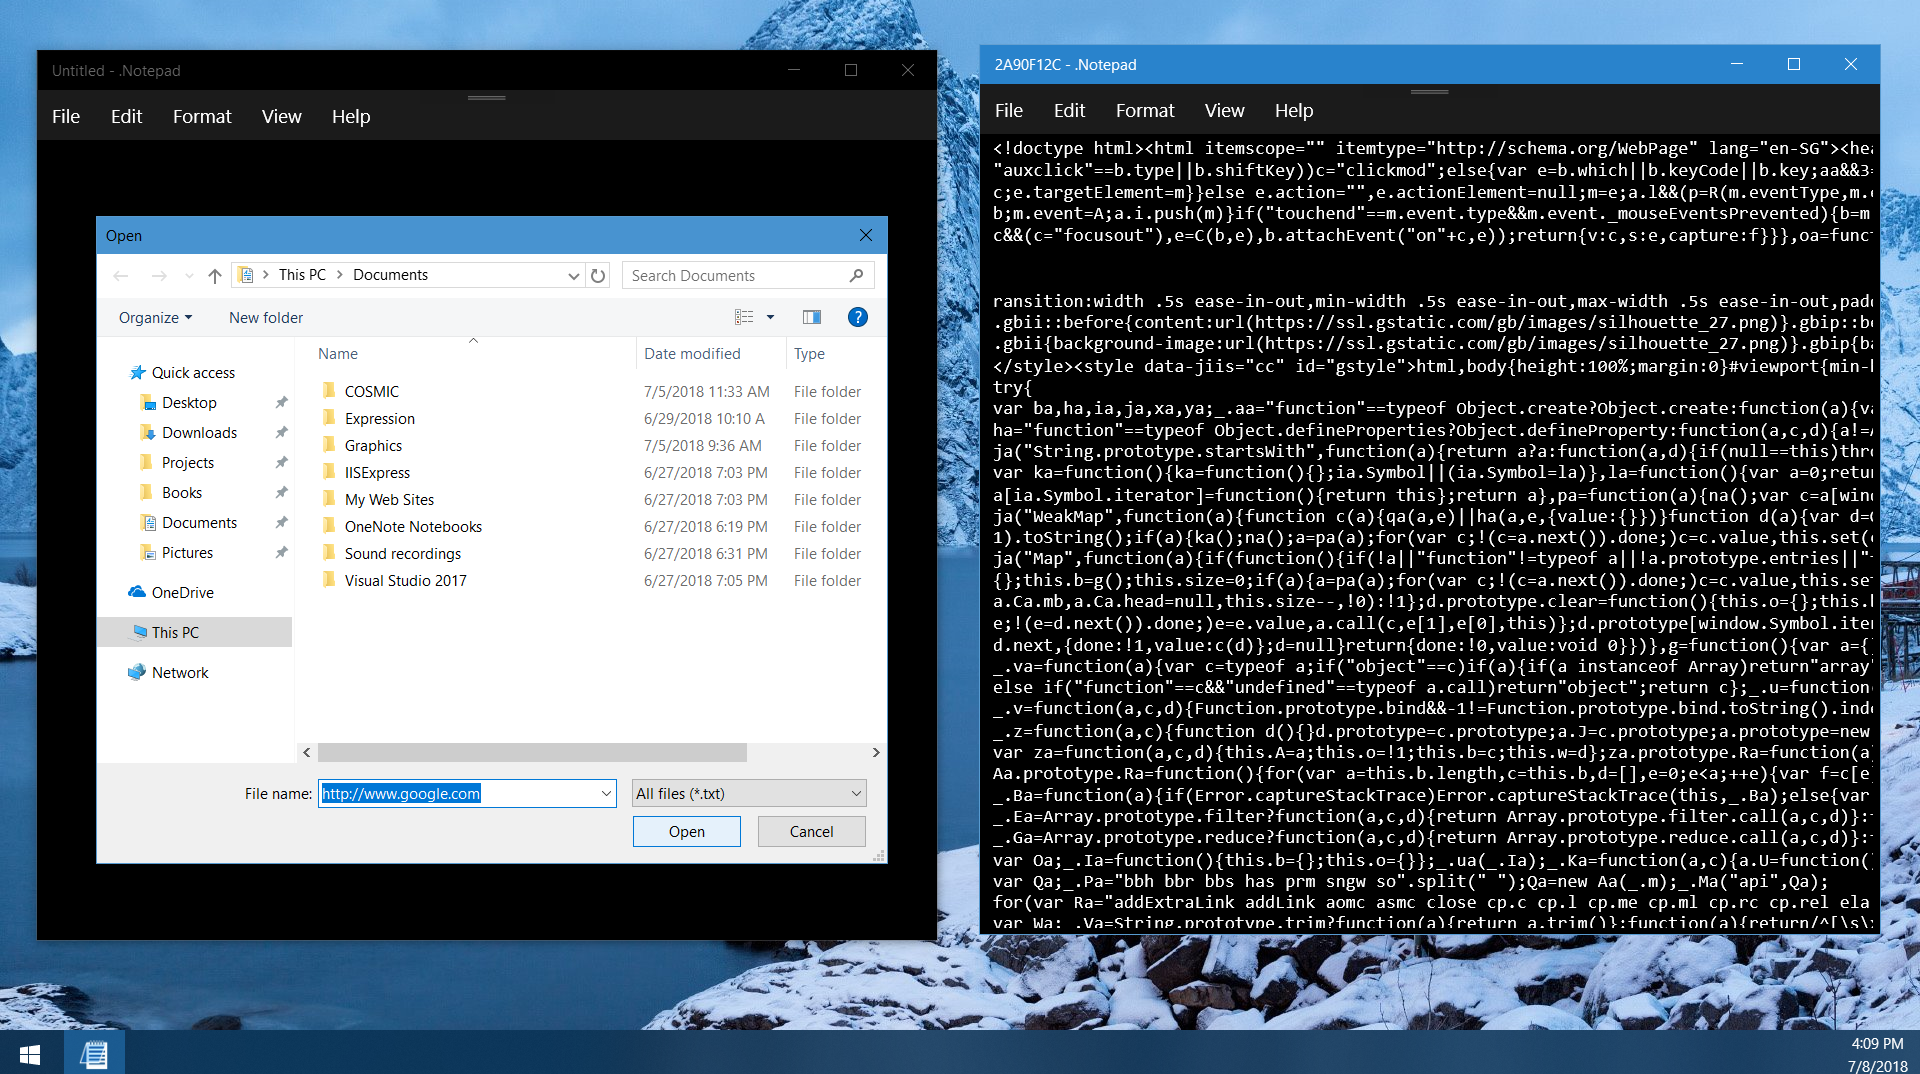 Untitled - .Notepad
File Edit Format View Help
Open
This PC > Documents
Search Documents
Organize
New folder
Name Date modified Type
Quick access
Desktop
Downloads
Projects
Books
Documents
Pictures
OneDrive
This PC
Network
COSMIC 7/5/2018 11:33 AM File folder
Expression 6/29/2018 10:10 A File folder
Graphics 7/5/2018 9:36 AM File folder
IISExpress 6/27/2018 7:03 PM File folder
My Web Sites 6/27/2018 7:03 PM File folder
OneNote Notebooks 6/27/2018 6:19 PM File folder
Sound recordings 6/27/2018 6:31 PM File folder
Visual Studio 2017 6/27/2018 7:05 PM File folder
File name: http://www.google.com
All files (*.txt)
Open Cancel
2A90F12C - .Notepad
File Edit Format View Help
<!doctype html><html itemscope="" itemtype="http://schema.org/WebPage" lang="en-SG"><hea
"auxclick"==b.type||b.shiftKey))c="clickmod";else{var e=b.which||b.keyCode||b.key;aa&&3=
c;e.targetElement=m}}else e.action="",e.actionElement=null;m=e;a.l&&(p=R(m.eventType,m.e
b;m.event=A;a.i.push(m)}if("touchend"==m.event.type&&m.event._mouseEventsPrevented){b=m
c&&(c="focusout"),e=C(b,e),b.attachEvent("on"+c,e));return{v:c,s:e,capture:f}}},oa=funct
ransition:width .5s ease-in-out,min-width .5s ease-in-out,max-width .5s ease-in-out,padd
.gbii::before{content:url(https://ssl.gstatic.com/gb/images/silhouette_27.png)}.gbip::be
.gbii{background-image:url(https://ssl.gstatic.com/gb/images/silhouette_27.png)}.gbip{ba
</style><style data-jiis="cc" id="gstyle">html,body{height:100%;margin:0}#viewport{min-h
try{
var ba,ha,ia,ja,xa,ya;_.aa="function"==typeof Object.create?Object.create:function(a){va
ha="function"==typeof Object.defineProperties?Object.defineProperty:function(a,c,d){a!=A
ja("String.prototype.startsWith",function(a){return a?a:function(a,d){if(null==this)thro
var ka=function(){ka=function(){};ia.Symbol||(ia.Symbol=la)},la=function(){var a=0;retur
a[ia.Symbol.iterator]=function(){return this};return a},pa=function(a){na();var c=a[wind
ja("WeakMap",function(a){function c(a){qa(a,e)||ha(a,e,{value:{}})}function d(a){var d=O
1).toString();if(a){ka();na();a=pa(a);for(var c;!(c=a.next()).done;)c=c.value,this.set(c
ja("Map",function(a){if(function(){if(!a||"function"!=typeof a||!a.prototype.entries||"
{};this.b=g();this.size=0;if(a){a=pa(a);for(var c;!(c=a.next()).done;)c=c.value,this.set
a.Ca.mb,a.Ca.head=null,this.size--,!0):!1};d.prototype.clear=function(){this.o={};this.b
e;!(e=d.next()).done;)e=e.value,a.call(c,e[1],e[0],this)};d.prototype[window.Symbol.iter
d.next,{done:!1,value:c(d)};d=null}return{done:!0,value:void 0}})},g=function(){var a={}
_.va=function(a){var c=typeof a;if("object"==c)if(a){if(a instanceof Array)return"array"
else if("function"==c&&"undefined"==typeof a.call)return"object";return c};_.u=function(
_.v=function(a,c,d){Function.prototype.bind&&-1!=Function.prototype.bind.toString().inde
_.z=function(a,c){function d(){}d.prototype=c.prototype;a.J=c.prototype;a.prototype=new
var za=function(a,c,d){this.A=a;this.o=!1;this.b=c;this.w=d};za.prototype.Ra=function(a)
Aa.prototype.Ra=function(){for(var a=this.b.length,c=this.b,d=[],e=0;e<a;++e){var f=c[e]
_.Ba=function(a){if(Error.captureStackTrace)Error.captureStackTrace(this,_.Ba);else{var
_.Ea=Array.prototype.filter?function(a,c,d){return Array.prototype.filter.call(a,c,d)}:
_.Ga=Array.prototype.reduce?function(a,c,d){return Array.prototype.reduce.call(a,c,d)}:
var Oa;_.Ia=function(){this.b={};this.o={}};_.ua(_.Ia);_.Ka=function(a,c){a.U=function()
var Qa;_.Pa="bbh bbr bbs has prm sngw so".split(" ");Qa=new Aa(_.m);_.Ma("api",Qa);
for(var Ra="addExtraLink addLink aomc asmc close cp.c cp.l cp.me cp.ml cp.rc cp.rel ela
var Wa;_.Va=String.prototype.trim?function(a){return a.trim()}:function(a){return/^[\s\x
4:09 PM
7/8/2018